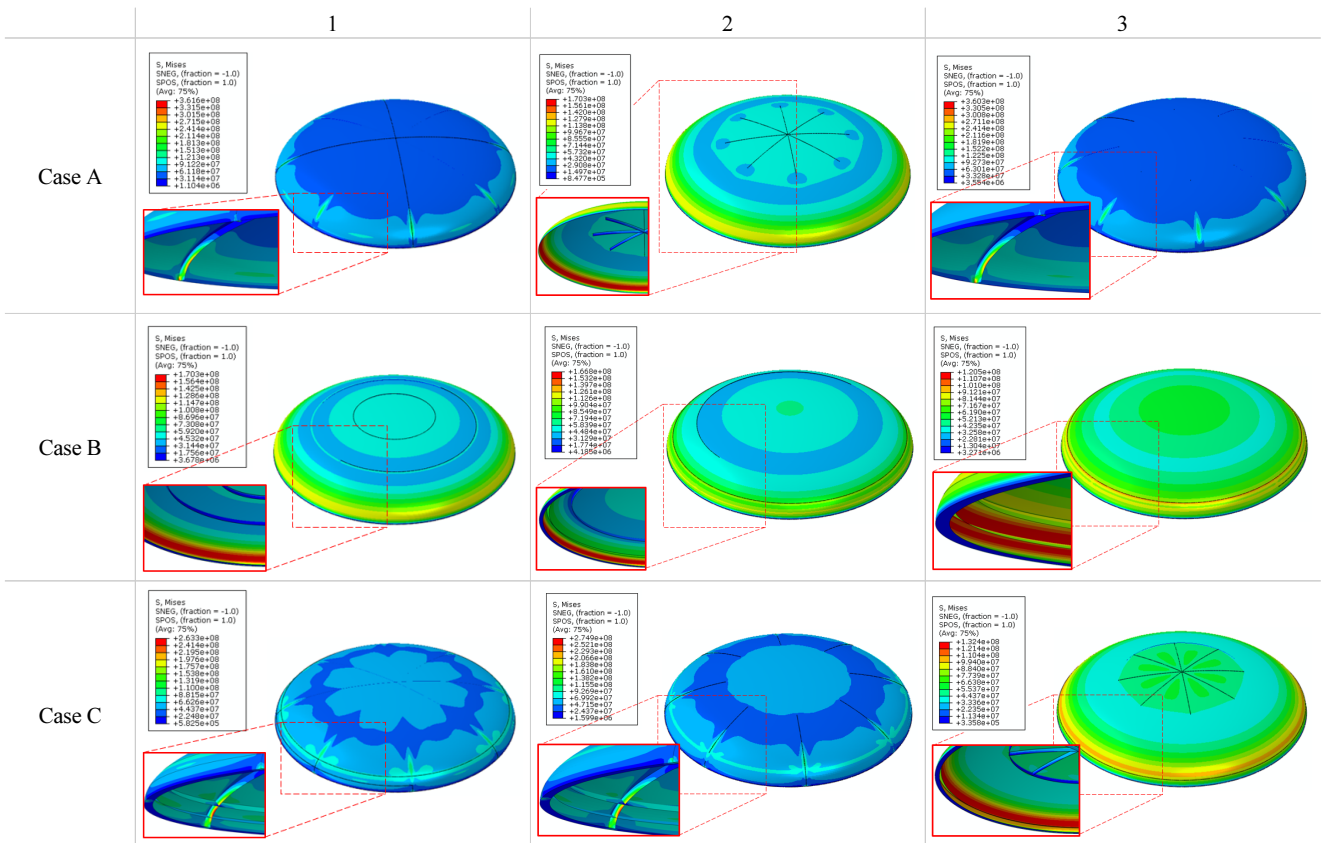 1 2 3
Case A
S, Mises
SNEG, (fraction = -1.0)
SPOS, (fraction = 1.0)
(Avg: 75%)
+3.616e+08
+3.315e+08
+3.015e+08
+2.715e+08
+2.414e+08
+2.114e+08
+1.813e+08
+1.513e+08
+1.213e+08
+9.122e+07
+6.118e+07
+3.114e+07
+1.104e+06
S, Mises
SNEG, (fraction = -1.0)
SPOS, (fraction = 1.0)
(Avg: 75%)
+1.703e+08
+1.561e+08
+1.420e+08
+1.279e+08
+1.138e+08
+9.967e+07
+8.555e+07
+7.144e+07
+5.732e+07
+4.320e+07
+2.908e+07
+1.497e+07
+8.477e+05
S, Mises
SNEG, (fraction = -1.0)
SPOS, (fraction = 1.0)
(Avg: 75%)
+3.603e+08
+3.305e+08
+3.008e+08
+2.711e+08
+2.414e+08
+2.116e+08
+1.819e+08
+1.522e+08
+1.225e+08
+9.273e+07
+6.301e+07
+3.328e+07
+3.554e+06
Case B
S, Mises
SNEG, (fraction = -1.0)
SPOS, (fraction = 1.0)
(Avg: 75%)
+1.703e+08
+1.564e+08
+1.425e+08
+1.286e+08
+1.147e+08
+1.008e+08
+8.696e+07
+7.308e+07
+5.920e+07
+4.532e+07
+3.144e+07
+1.756e+07
+3.678e+06
S, Mises
SNEG, (fraction = -1.0)
SPOS, (fraction = 1.0)
(Avg: 75%)
+1.668e+08
+1.532e+08
+1.397e+08
+1.261e+08
+1.126e+08
+9.904e+07
+8.549e+07
+7.194e+07
+5.839e+07
+4.484e+07
+3.129e+07
+1.774e+07
+4.185e+06
S, Mises
SNEG, (fraction = -1.0)
SPOS, (fraction = 1.0)
(Avg: 75%)
+1.205e+08
+1.107e+08
+1.010e+08
+9.121e+07
+8.144e+07
+7.167e+07
+6.190e+07
+5.213e+07
+4.235e+07
+3.258e+07
+2.281e+07
+1.304e+07
+3.271e+06
Case C
S, Mises
SNEG, (fraction = -1.0)
SPOS, (fraction = 1.0)
(Avg: 75%)
+2.633e+08
+2.414e+08
+2.195e+08
+1.976e+08
+1.757e+08
+1.538e+08
+1.319e+08
+1.100e+08
+8.815e+07
+6.626e+07
+4.437e+07
+2.248e+07
+5.825e+05
S, Mises
SNEG, (fraction = -1.0)
SPOS, (fraction = 1.0)
(Avg: 75%)
+2.749e+08
+2.521e+08
+2.293e+08
+2.066e+08
+1.838e+08
+1.610e+08
+1.382e+08
+1.155e+08
+9.269e+07
+6.992e+07
+4.715e+07
+2.437e+07
+1.599e+06
S, Mises
SNEG, (fraction = -1.0)
SPOS, (fraction = 1.0)
(Avg: 75%)
+1.324e+08
+1.214e+08
+1.104e+08
+9.940e+07
+8.840e+07
+7.739e+07
+6.638e+07
+5.537e+07
+4.437e+07
+3.336e+07
+2.235e+07
+1.134e+07
+3.358e+05